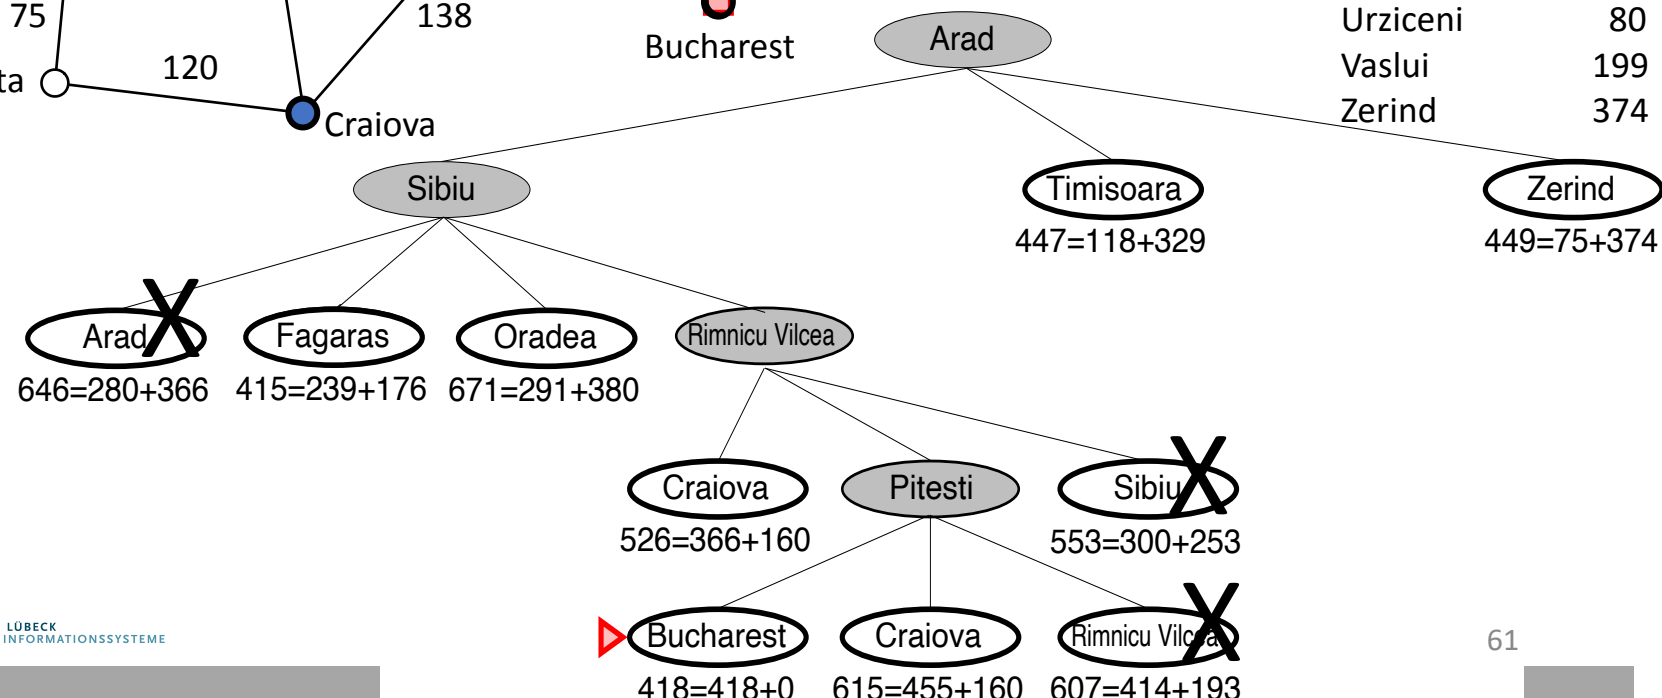 75
138
Bucharest
Arad
Urziceni 80
ta
120
Vaslui 199
Craiova
Zerind 374
Sibiu
Timisoara
Zerind
447=118+329
449=75+374
Arad
X
Fagaras
Oradea
Rimnicu Vilcea
646=280+366
415=239+176
671=291+380
Craiova
Pitesti
Sibiu
X
526=366+160
553=300+253
Bucharest
Craiova
Rimnicu Vilcea
X
418=418+0
615=455+160
607=414+193
LÜBECK
INFORMATIONSSYSTEME
61